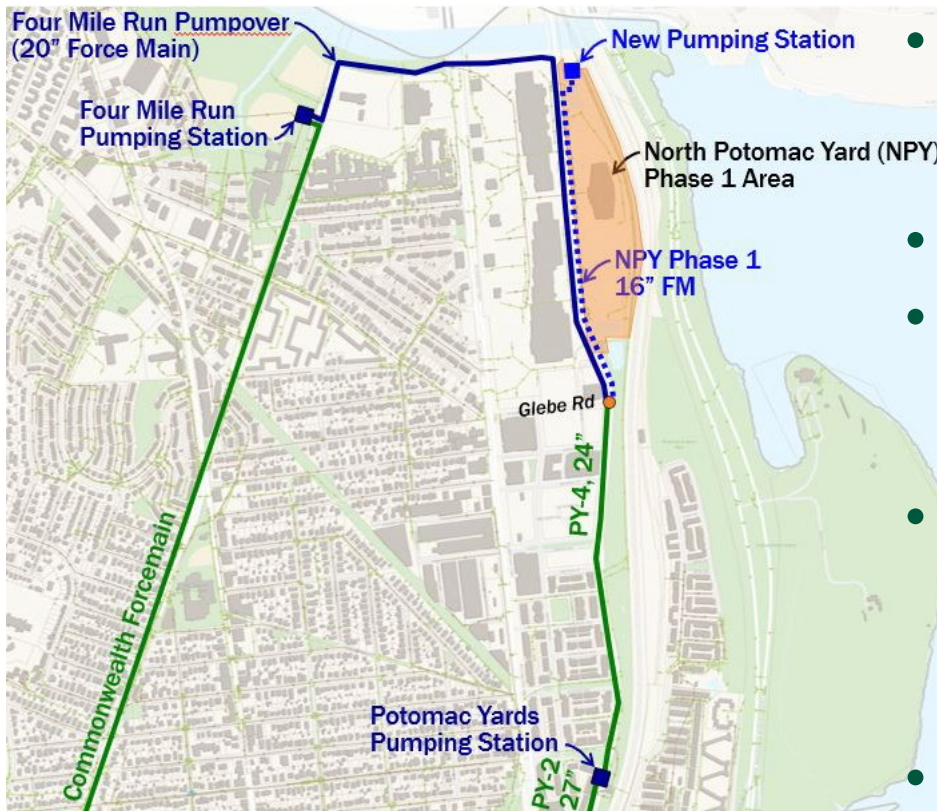 Four Mile Run Pumpover
(20” Force Main)
New Pumping Station
Four Mile Run
Pumping Station
North Potomac Yard (NPY)
Phase 1 Area
NPY Phase 1
16” FM
Glebe Rd
PY-4, 24”
Commonwealth Forcemain
Potomac Yards
Pumping Station
PY-2
27”